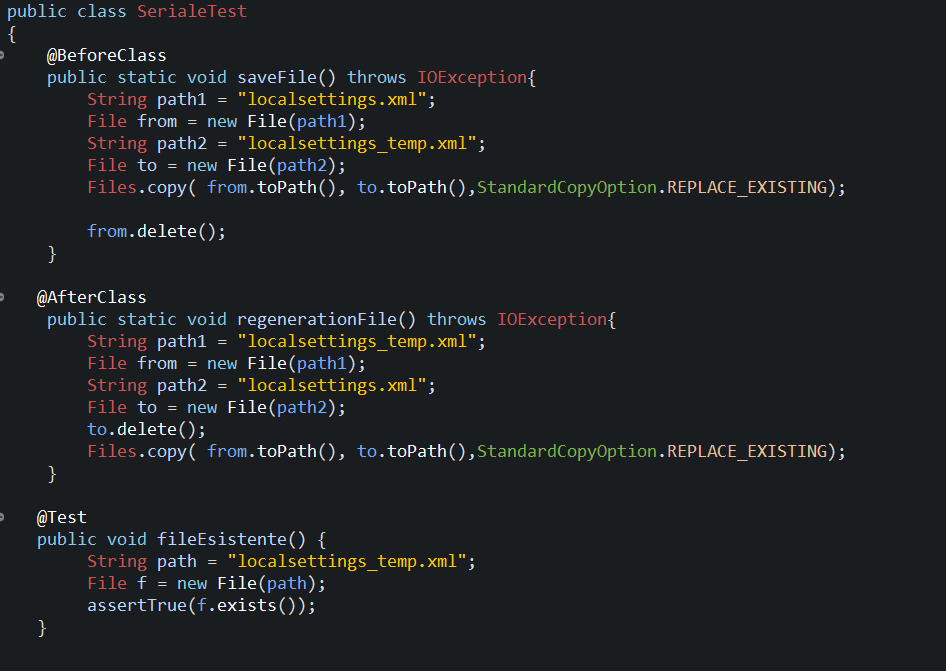 public class SerialeTest
{
    @BeforeClass
    public static void saveFile() throws IOException{
        String path1 = "localsettings.xml";
        File from = new File(path1);
        String path2 = "localsettings_temp.xml";
        File to = new File(path2);
        Files.copy( from.toPath(), to.toPath(),StandardCopyOption.REPLACE_EXISTING);

        from.delete();
    }

   @AfterClass
    public static void regenerationFile() throws IOException{
        String path1 = "localsettings_temp.xml";
        File from = new File(path1);
        String path2 = "localsettings.xml";
        File to = new File(path2);
        to.delete();
        Files.copy( from.toPath(), to.toPath(),StandardCopyOption.REPLACE_EXISTING);
    }

   @Test
   public void fileEsistente() {
        String path = "localsettings_temp.xml";
        File f = new File(path);
        assertTrue(f.exists());
   }